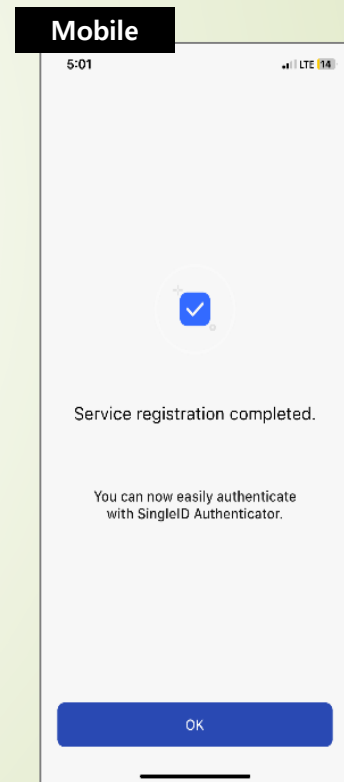 Mobile
5:01
LTE 14
Service registration completed.
You can now easily authenticate
with SingleID Authenticator.
OK